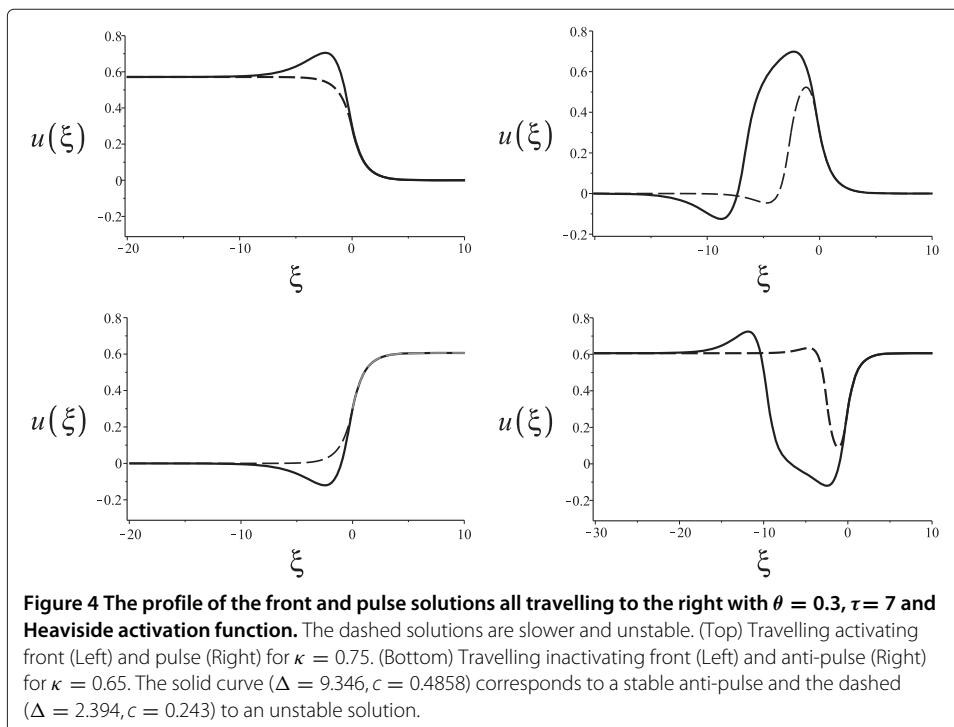 0.8
0.6
0.4
0.2
0
−0.2
u(ξ)
−20 −10 0 10
ξ
0.8
0.6
0.4
0.2
0
−0.2
u(ξ)
−10 0 10
ξ
0.8
0.6
0.4
0.2
0
−0.2
u(ξ)
−20 −10 0 10
ξ
0.8
0.6
0.4
0.2
0
−0.2
u(ξ)
−30 −20 −10 0 10
ξ
Figure 4 The profile of the front and pulse solutions all travelling to the right with θ = 0.3, τ = 7 and
Heaviside activation function. The dashed solutions are slower and unstable. (Top) Travelling activating
front (Left) and pulse (Right) for κ = 0.75. (Bottom) Travelling inactivating front (Left) and anti-pulse (Right)
for κ = 0.65. The solid curve (Δ = 9.346, c = 0.4858) corresponds to a stable anti-pulse and the dashed
(Δ = 2.394, c = 0.243) to an unstable solution.